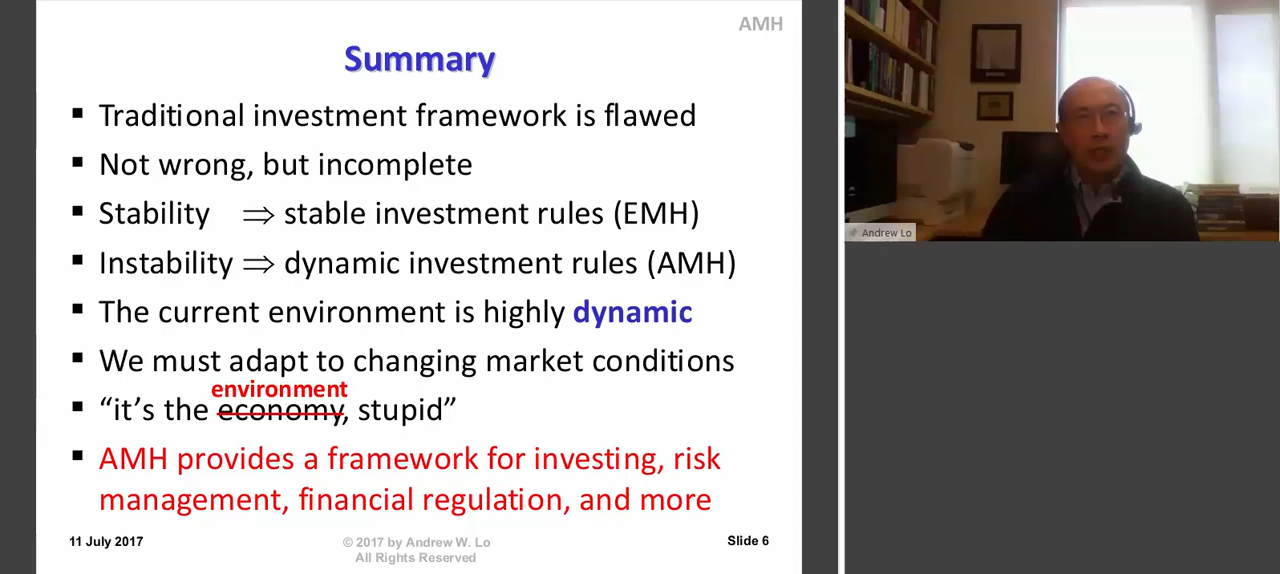 AMH
Summary
▪ Traditional investment framework is flawed
▪ Not wrong, but incomplete
▪ Stability ⇒ stable investment rules (EMH)
▪ Instability ⇒ dynamic investment rules (AMH)
▪ The current environment is highly dynamic
▪ We must adapt to changing market conditions
environment
▪ “it’s the economy, stupid”
▪ AMH provides a framework for investing, risk
management, financial regulation, and more
11 July 2017
© 2017 by Andrew W. Lo
All Rights Reserved
Slide 6
Andrew Lo